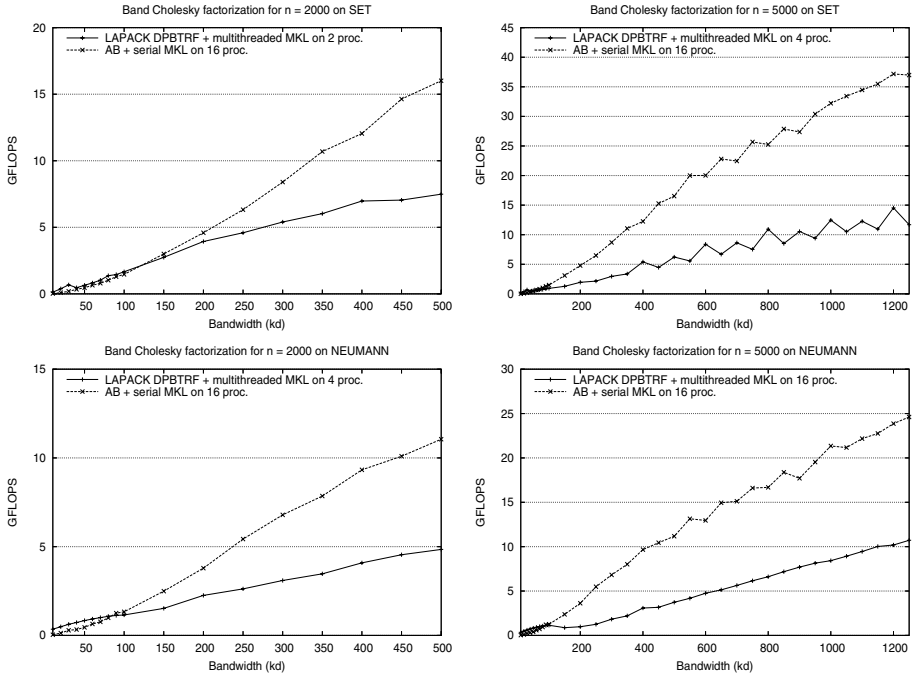 Band Cholesky factorization for n = 2000 on SET
LAPACK DPBTRF + multithreaded MKL on 2 proc.
AB + serial MKL on 16 proc.
GFLOPS
20
15
10
5
0
50 100 150 200 250 300 350 400 450 500
Bandwidth (kd)
Band Cholesky factorization for n = 5000 on SET
LAPACK DPBTRF + multithreaded MKL on 4 proc.
AB + serial MKL on 16 proc.
GFLOPS
45
40
35
30
25
20
15
10
5
0
200 400 600 800 1000 1200
Bandwidth (kd)
Band Cholesky factorization for n = 2000 on NEUMANN
LAPACK DPBTRF + multithreaded MKL on 4 proc.
AB + serial MKL on 16 proc.
GFLOPS
15
10
5
0
50 100 150 200 250 300 350 400 450 500
Bandwidth (kd)
Band Cholesky factorization for n = 5000 on NEUMANN
LAPACK DPBTRF + multithreaded MKL on 16 proc.
AB + serial MKL on 16 proc.
GFLOPS
30
25
20
15
10
5
0
200 400 600 800 1000 1200
Bandwidth (kd)